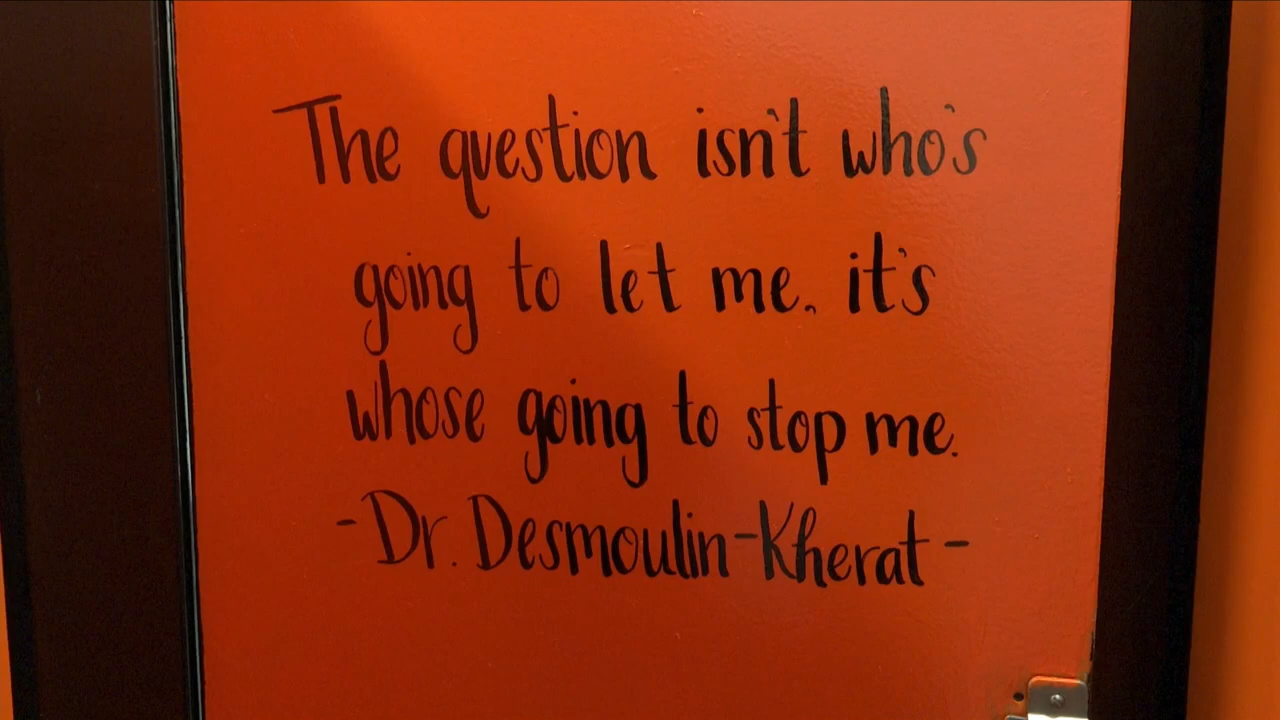 The question isn't who's
going to let me, it's
whose going to stop me.
-Dr. Desmoulin-Kherat-